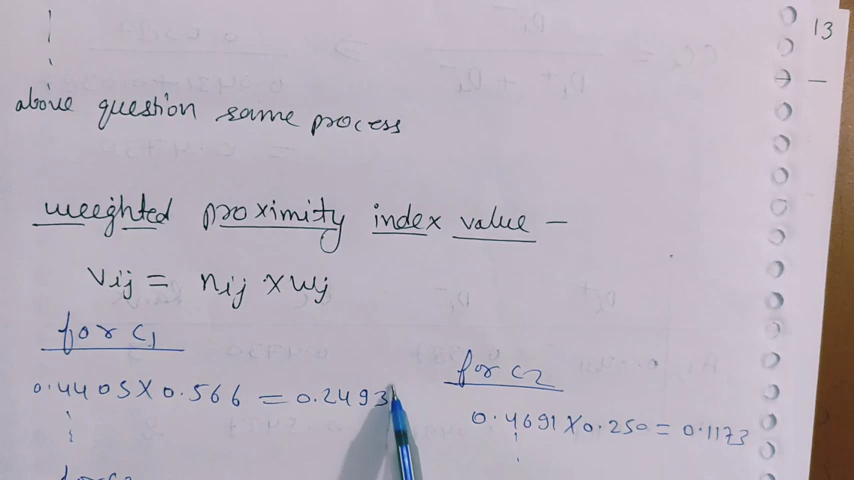 13
above question same process
weeghted proximity index value —
Vij = nij × wj
for C1
0.4405 × 0.566 = 0.2493
for C2
0.4691 × 0.250 = 0.1173